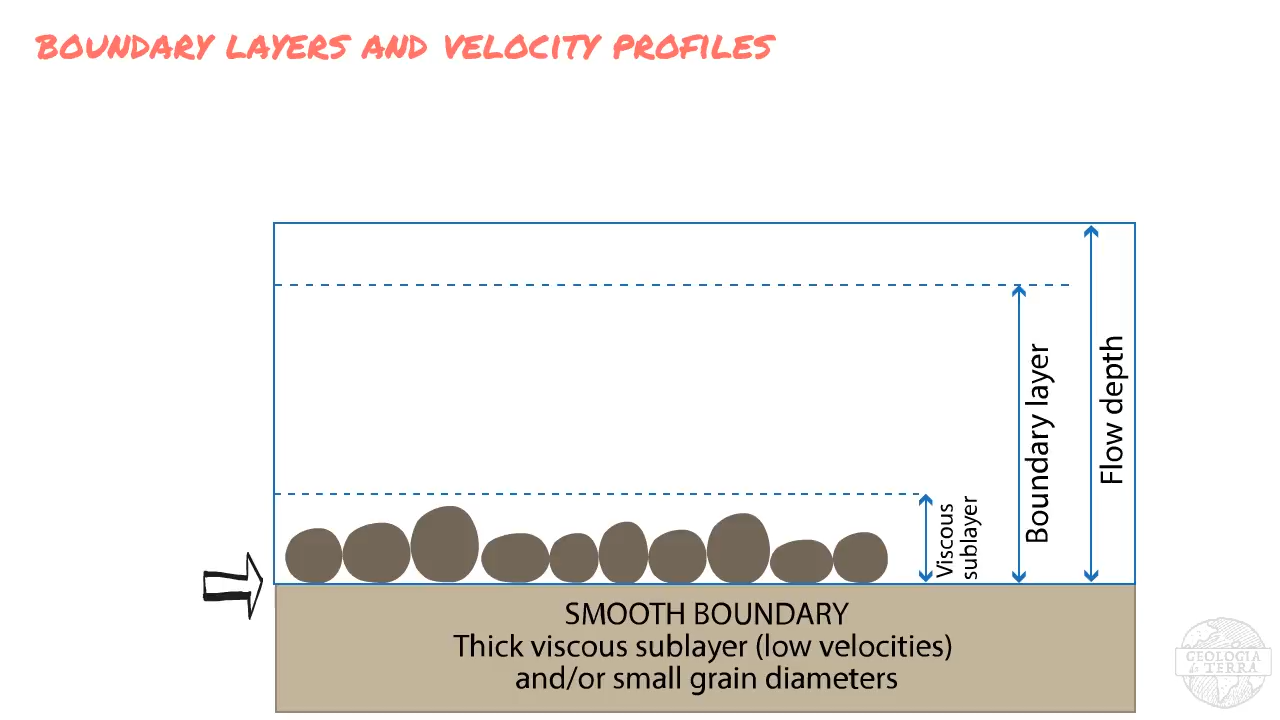 BOUNDARY LAYERS AND VELOCITY PROFILES
Viscous
sublayer
Boundary layer
Flow depth
SMOOTH BOUNDARY
Thick viscous sublayer (low velocities)
and/or small grain diameters
GEOLOGIA
da TERRA